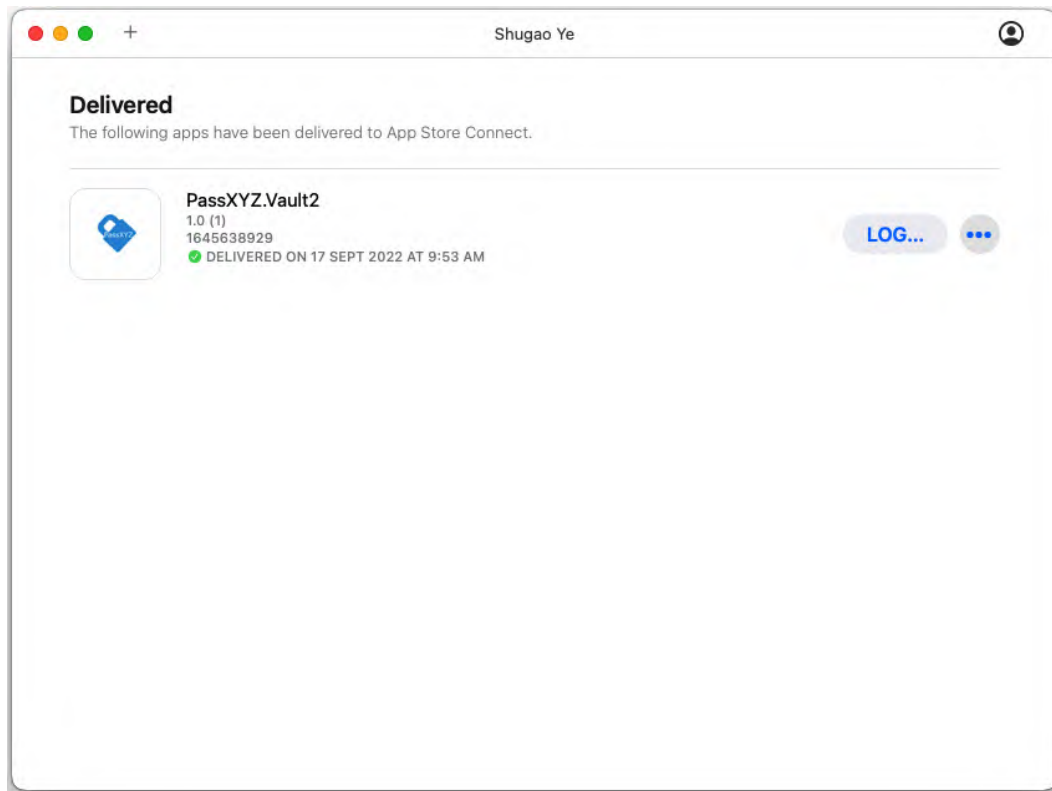 Shugao Ye
Delivered
The following apps have been delivered to App Store Connect.
PassXYZ
PassXYZ.Vault2
1.0 (1)
1645638929
DELIVERED ON 17 SEPT 2022 AT 9:53 AM
LOG...